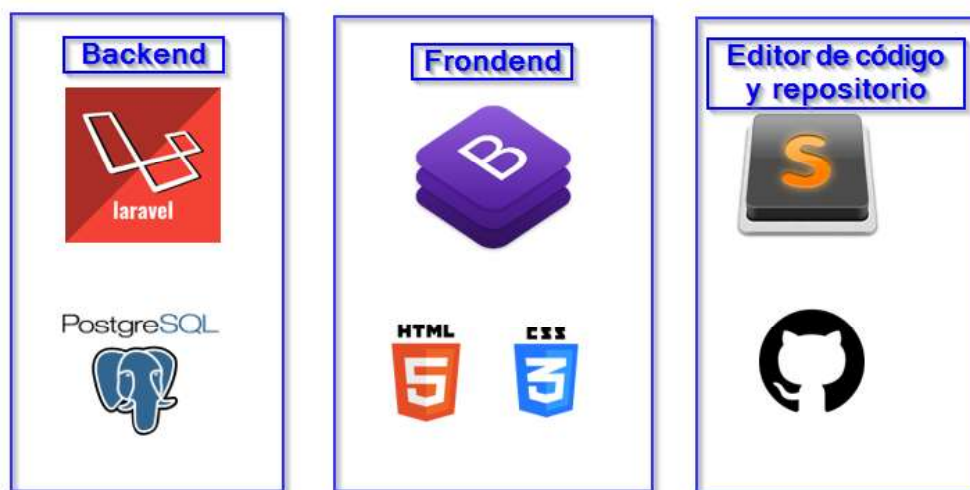 Backend
laravel
PostgreSQL
Frondend
B
HTML
5
CSS
3
Editor de código
y repositorio
S